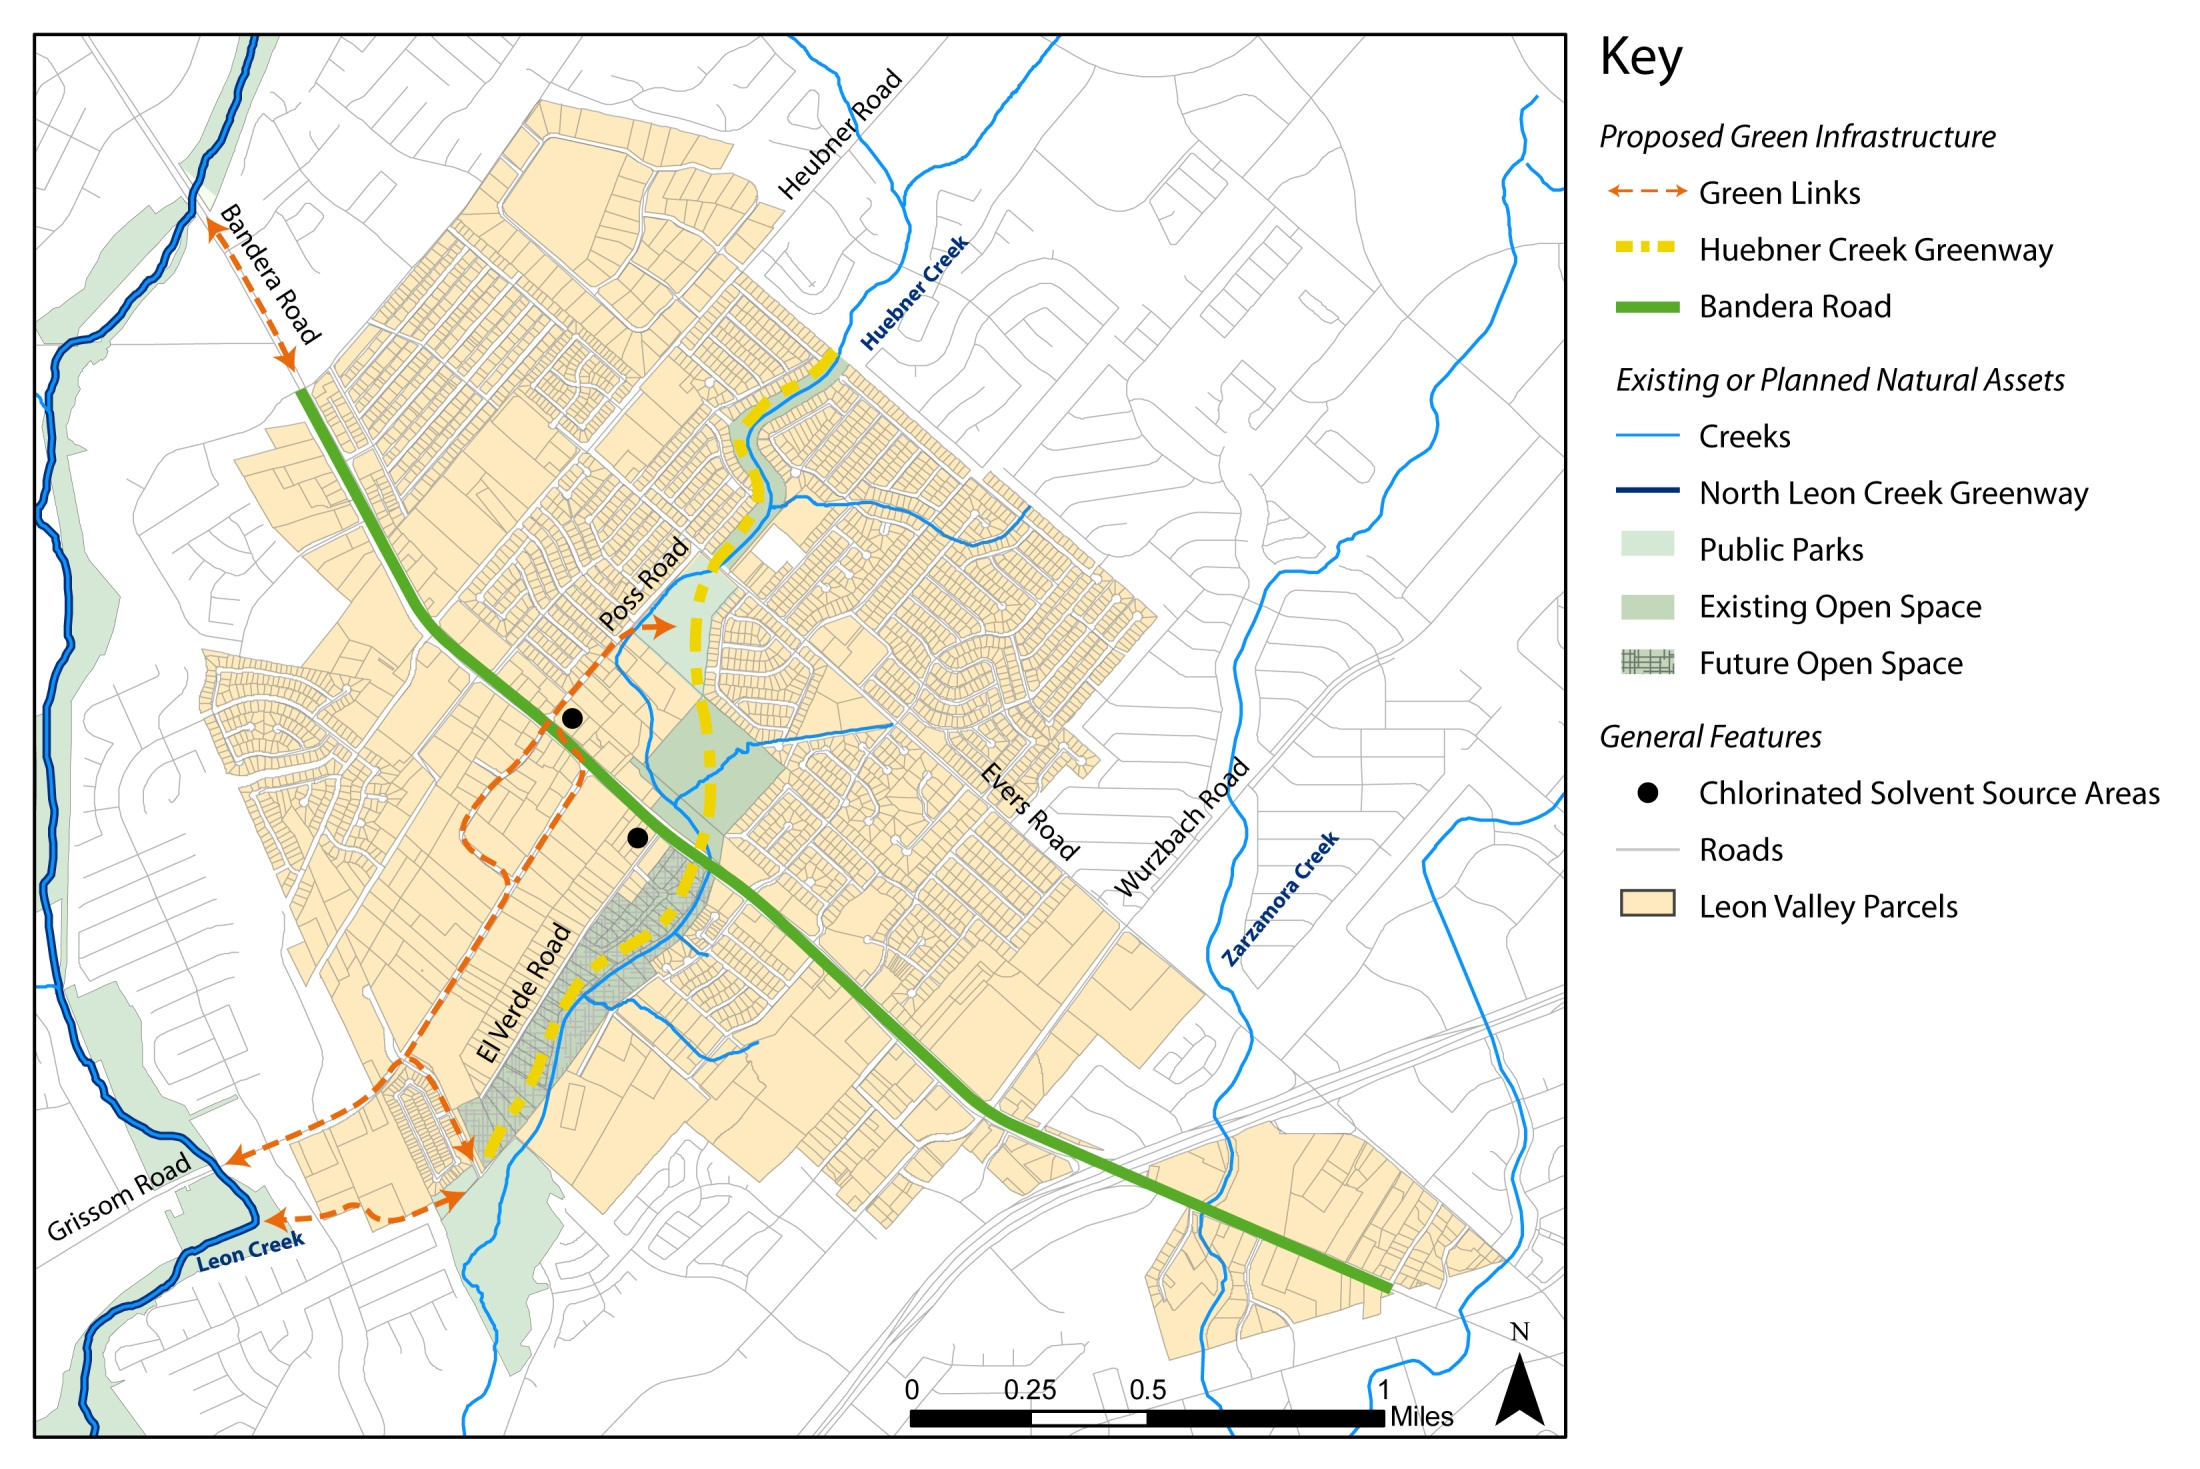 Key
Proposed Green Infrastructure
Green Links
Huebner Creek Greenway
Bandera Road
Existing or Planned Natural Assets
Creeks
North Leon Creek Greenway
Public Parks
Existing Open Space
Future Open Space
General Features
Chlorinated Solvent Source Areas
Roads
Leon Valley Parcels
Heubner Road
Bandera Road
Huebner Creek
Poss Road
Evers Road
Wurzbach Road
Zarzamora Creek
El Verde Road
Grissom Road
Leon Creek
N
0 0.25 0.5 1
Miles